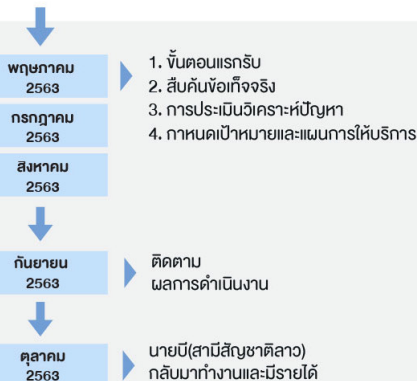 พฤษภาคม
2563
1. ขั้นตอนแรกรับ
2. สืบค้นข้อเท็จจริง
3. การประเมินวิเคราะห์ปัญหา
4. กำหนดเป้าหมายและแผนการให้บริการ
กรกฎาคม
2563
สิงหาคม
2563
กันยายน
2563
ติดตาม
ผลการดำเนินงาน
ตุลาคม
2563
นายบี(สามีสัญชาติลาว)
กลับมาทำงานและมีรายได้